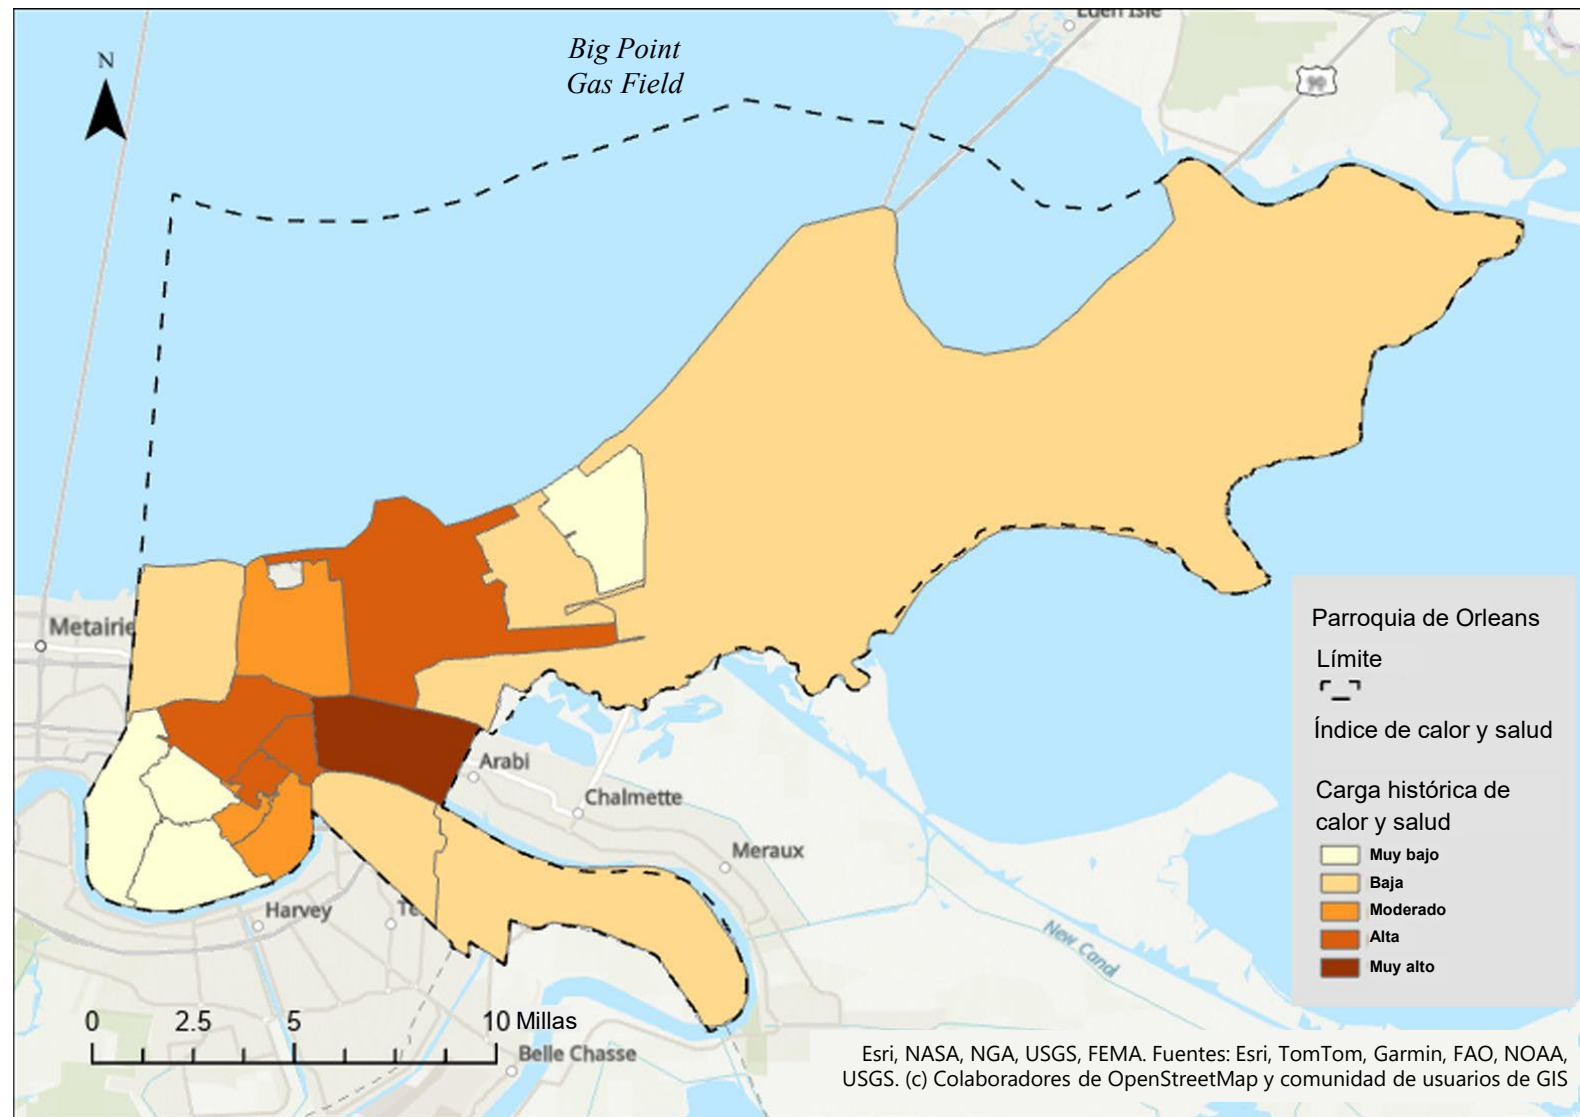 Big Point
Gas Field
N
90
Metairie
Arabi
Chalmette
Meraux
Harvey
New Canal
Belle Chasse
0 2.5 5 10 Millas
Parroquia de Orleans
Límite
Índice de calor y salud
Carga histórica de
calor y salud
Muy bajo
Baja
Moderado
Alta
Muy alto
Esri, NASA, NGA, USGS, FEMA. Fuentes: Esri, TomTom, Garmin, FAO, NOAA,
USGS. (c) Colaboradores de OpenStreetMap y comunidad de usuarios de GIS